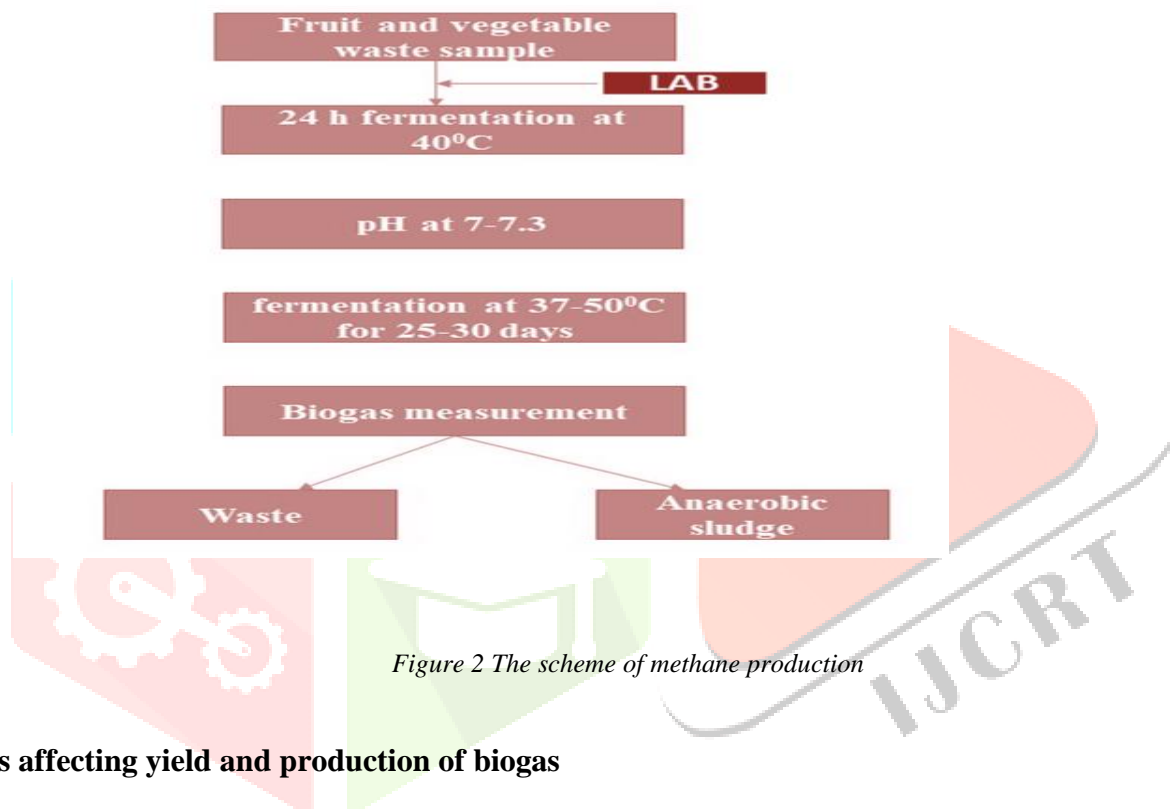 Fruit and vegetable
waste sample
LAB
24 h fermentation at
40⁰C
pH at 7-7.3
fermentation at 37-50⁰C
for 25-30 days
Biogas measurement
Waste
Anaerobic
sludge
IJCRT
Figure 2 The scheme of methane production
s affecting yield and production of biogas